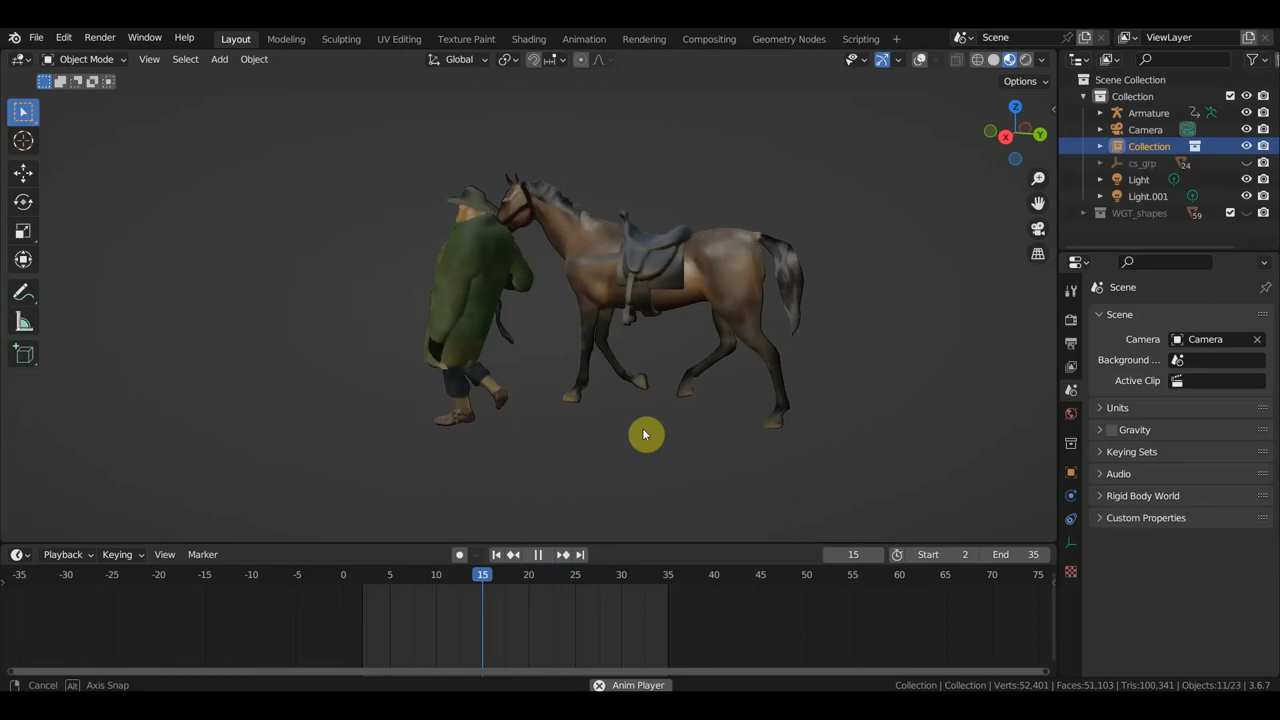 File Edit Render Window Help Layout Modeling Sculpting UV Editing Texture Paint Shading Animation Rendering Compositing Geometry Nodes Scripting + Scene ViewLayer
Object Mode View Select Add Object Global
Options
Z
X
Y
Scene Collection
Collection
Armature
Camera
Collection
cs_grp 24
Light
Light.001
WGT_shapes 59
Scene
Scene
Camera Camera
Background ...
Active Clip
Units
Gravity
Keying Sets
Audio
Rigid Body World
Custom Properties
Playback Keying View Marker 15 Start 2 End 35
-35 -30 -25 -20 -15 -10 -5 0 5 10 15 20 25 30 35 40 45 50 55 60 65 70 75
Cancel Alt Axis Snap Anim Player Collection | Collection | Verts:52,401 | Faces:51,103 | Tris:100,341 | Objects:11/23 | 3.6.7